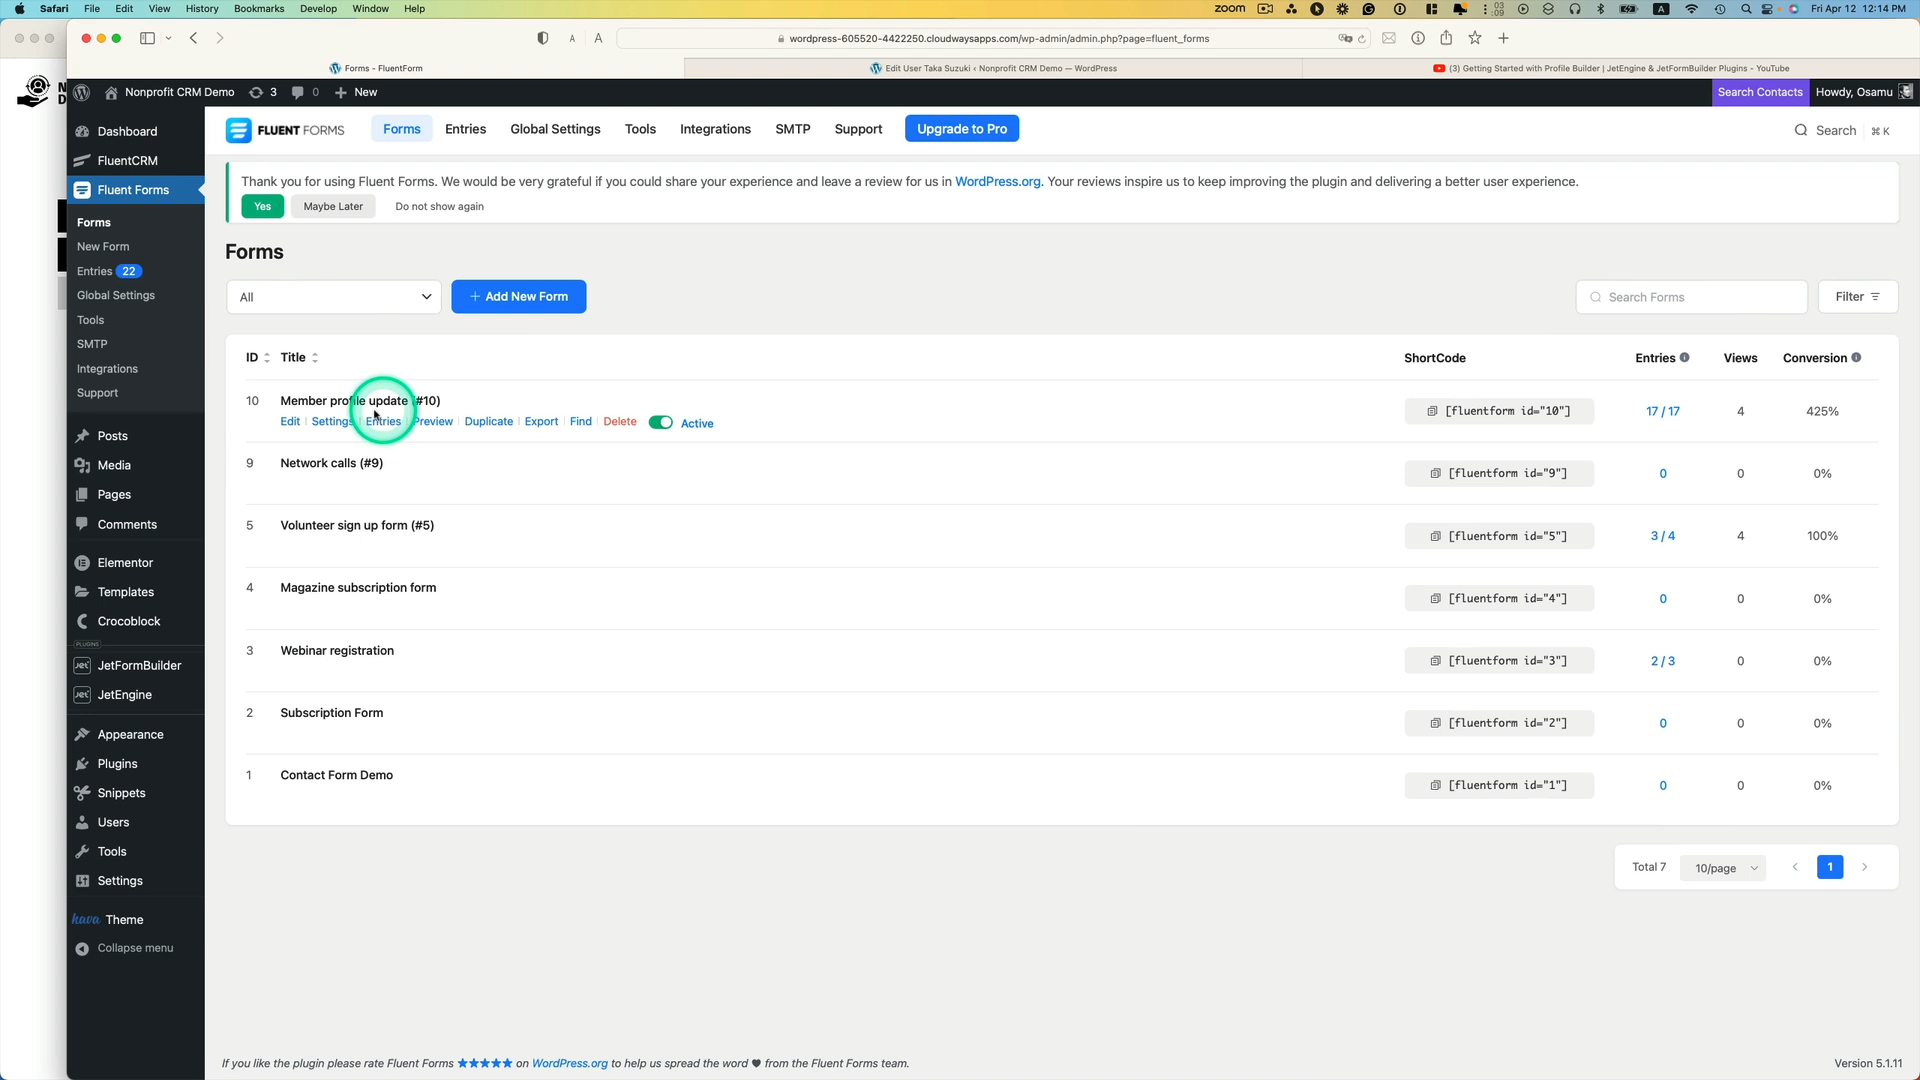 Safari File Edit View History Bookmarks Develop Window Help
zoom
03
09
A
Fri Apr 12 12:14 PM
A A
wordpress-605520-4422250.cloudwaysapps.com/wp-admin/admin.php?page=fluent_forms
Forms - FluentForm
Edit User Taka Suzuki ‹ Nonprofit CRM Demo — WordPress
(3) Getting Started with Profile Builder | JetEngine & JetFormBuilder Plugins - YouTube
Nonprofit CRM Demo 3 0 + New
Search Contacts
Howdy, Osamu
Dashboard
FluentCRM
Fluent Forms
Forms
New Form
Entries 22
Global Settings
Tools
SMTP
Integrations
Support
Posts
Media
Pages
Comments
Elementor
Templates
Crocoblock
PLUGINS
Jet JetFormBuilder
Jet JetEngine
Appearance
Plugins
Snippets
Users
Tools
Settings
kava Theme
Collapse menu
FLUENT FORMS
Forms Entries Global Settings Tools Integrations SMTP Support Upgrade to Pro
Search ⌘ K
Thank you for using Fluent Forms. We would be very grateful if you could share your experience and leave a review for us in WordPress.org. Your reviews inspire us to keep improving the plugin and delivering a better user experience.
Yes Maybe Later Do not show again
Forms
All
+ Add New Form
Search Forms
Filter
ID Title ShortCode Entries Views Conversion
10 Member profile update (#10) [fluentform id="10"] 17 / 17 4 425%
Edit | Settings Entries Preview | Duplicate | Export | Find | Delete Active
9 Network calls (#9) [fluentform id="9"] 0 0 0%
5 Volunteer sign up form (#5) [fluentform id="5"] 3 / 4 4 100%
4 Magazine subscription form [fluentform id="4"] 0 0 0%
3 Webinar registration [fluentform id="3"] 2 / 3 0 0%
2 Subscription Form [fluentform id="2"] 0 0 0%
1 Contact Form Demo [fluentform id="1"] 0 0 0%
Total 7 10/page 1
If you like the plugin please rate Fluent Forms ★★★★★ on WordPress.org to help us spread the word ♥ from the Fluent Forms team.
Version 5.1.11